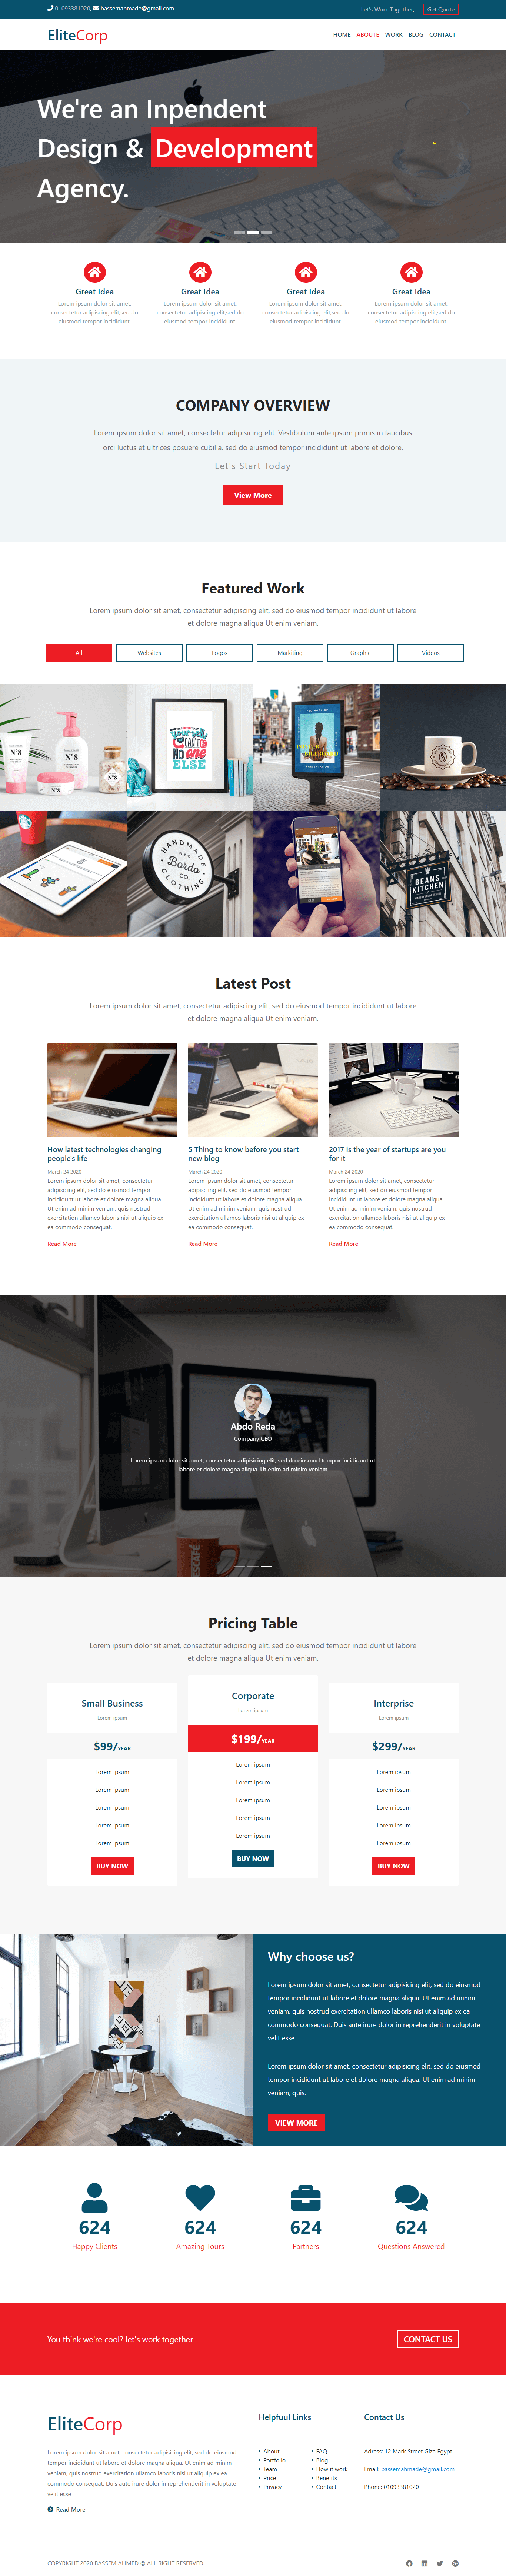 01093381020, bassemahmade@gmail.com
Let's Work Together,
Get Quote
EliteCorp
HOME ABOUTE WORK BLOG CONTACT
We're an Inpendent
Design & Development
Agency.
Great Idea
Lorem ipsum dolor sit amet,
consectetur adipiscing elit,sed do
eiusmod tempor incididunt.
Great Idea
Lorem ipsum dolor sit amet,
consectetur adipiscing elit,sed do
eiusmod tempor incididunt.
Great Idea
Lorem ipsum dolor sit amet,
consectetur adipiscing elit,sed do
eiusmod tempor incididunt.
Great Idea
Lorem ipsum dolor sit amet,
consectetur adipiscing elit,sed do
eiusmod tempor incididunt.
COMPANY OVERVIEW
Lorem ipsum dolor sit amet, consectetur adipisicing elit. Vestibulum ante ipsum primis in faucibus
orci luctus et ultrices posuere cubilla. sed do eiusmod tempor incididunt ut labore et dolore.
Let's Start Today
View More
Featured Work
Lorem ipsum dolor sit amet, consectetur adipiscing elit, sed do eiusmod tempor incididunt ut labore
et dolore magna aliqua Ut enim veniam.
All
Websites
Logos
Markiting
Graphic
Videos
N°8
N°8
N°8
yourself
CAN'T
NO
one
ELSE
HANDMADE
NYC
Bordo
CO.
CLOTHING
BEANS
KITCHEN
Latest Post
Lorem ipsum dolor sit amet, consectetur adipiscing elit, sed do eiusmod tempor incididunt ut labore
et dolore magna aliqua Ut enim veniam.
How latest technologies changing
people's life
March 24 2020
Lorem ipsum dolor sit amet, consectetur
adipisc ing elit, sed do eiusmod tempor
incididunt ut labore et dolore magna aliqua.
Ut enim ad minim veniam, quis nostrud
exercitation ullamco laboris nisi ut aliquip ex
ea commodo consequat.
Read More
5 Thing to know before you start
new blog
March 24 2020
Lorem ipsum dolor sit amet, consectetur
adipisc ing elit, sed do eiusmod tempor
incididunt ut labore et dolore magna aliqua.
Ut enim ad minim veniam, quis nostrud
exercitation ullamco laboris nisi ut aliquip ex
ea commodo consequat.
Read More
2017 is the year of startups are you
for it
March 24 2020
Lorem ipsum dolor sit amet, consectetur
adipisc ing elit, sed do eiusmod tempor
incididunt ut labore et dolore magna aliqua.
Ut enim ad minim veniam, quis nostrud
exercitation ullamco laboris nisi ut aliquip ex
ea commodo consequat.
Read More
Abdo Reda
Company CEO
Lorem ipsum dolor sit amet, consectetur adipiscing elit, sed do eiusmod tempor incididunt ut
labore et dolore magna aliqua. Ut enim ad minim veniam
NESCAFÉ
Pricing Table
Lorem ipsum dolor sit amet, consectetur adipiscing elit, sed do eiusmod tempor incididunt ut labore
et dolore magna aliqua Ut enim veniam.
Small Business
Lorem ipsum
$99/YEAR
Lorem ipsum
Lorem ipsum
Lorem ipsum
Lorem ipsum
Lorem ipsum
BUY NOW
Corporate
Lorem ipsum
$199/YEAR
Lorem ipsum
Lorem ipsum
Lorem ipsum
Lorem ipsum
Lorem ipsum
BUY NOW
Interprise
Lorem ipsum
$299/YEAR
Lorem ipsum
Lorem ipsum
Lorem ipsum
Lorem ipsum
Lorem ipsum
BUY NOW
Why choose us?
Lorem ipsum dolor sit amet, consectetur adipisicing elit, sed do eiusmod
tempor incididunt ut labore et dolore magna aliqua. Ut enim ad minim
veniam, quis nostrud exercitation ullamco laboris nisi ut aliquip ex ea
commodo consequat. Duis aute irure dolor in reprehenderit in voluptate
velit esse.
Lorem ipsum dolor sit amet, consectetur adipisicing elit, sed do eiusmod
tempor incididunt ut labore et dolore magna aliqua. Ut enim ad minim
veniam, quis.
VIEW MORE
624
Happy Clients
624
Amazing Tours
624
Partners
624
Questions Answered
You think we're cool? let's work together
CONTACT US
EliteCorp
Lorem ipsum dolor sit amet, consectetur adipisicing elit, sed do eiusmod
tempor incididunt ut labore et dolore magna aliqua. Ut enim ad minim
veniam, quis nostrud exercitation ullamco laboris nisi ut aliquip ex ea
commodo consequat. Duis aute irure dolor in reprehenderit in voluptate
velit esse
Read More
Helpfuul Links
About
Portfolio
Team
Price
Privacy
FAQ
Blog
How It work
Benefits
Contact
Contact Us
Adress: 12 Mark Street Giza Egypt
Email: bassemahmade@gmail.com
Phone: 01093381020
COPYRIGHT 2020 BASSEM AHMED © ALL RIGHT RESERVED